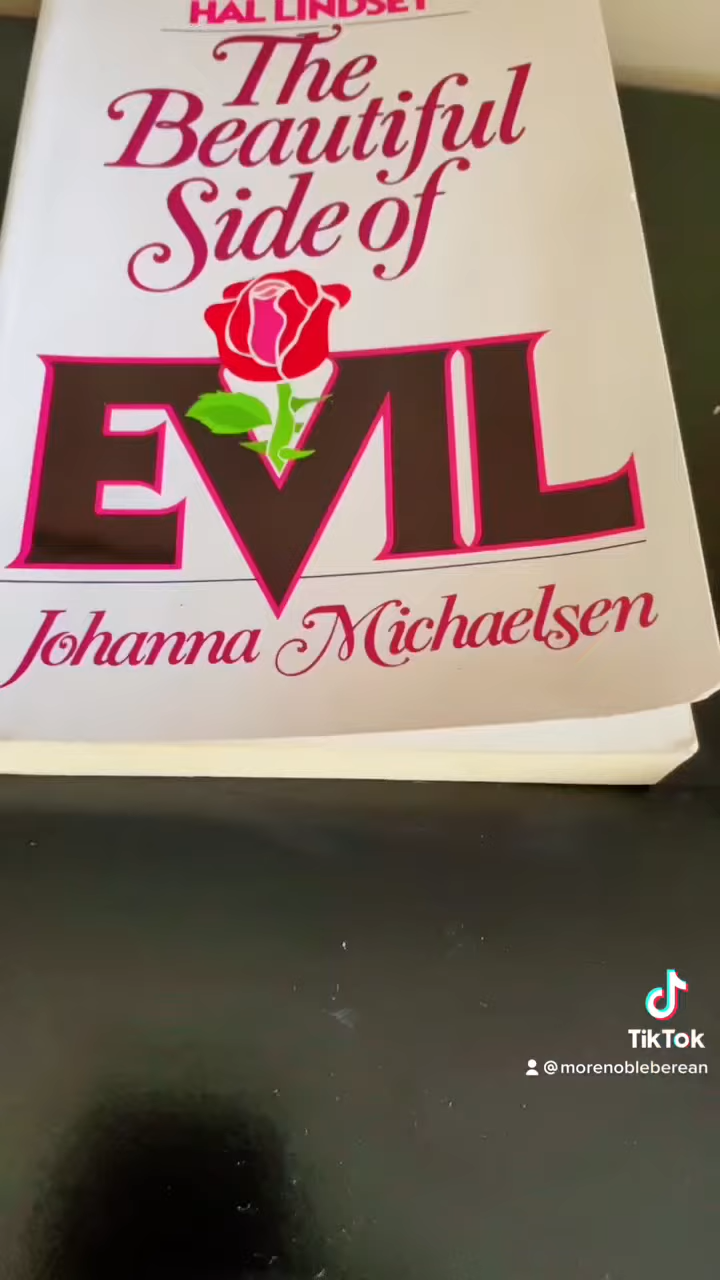 HAL LINDSEY
The
Beautiful
Side of
EVIL
Johanna Michaelsen
TikTok
@morenobleberean